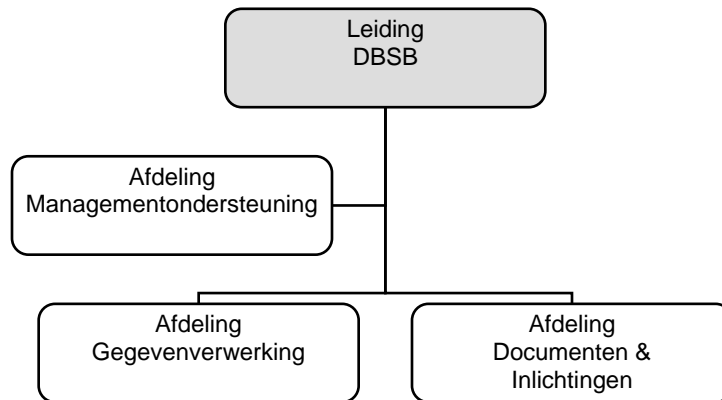 Leiding
DBSB
Afdeling
Managementondersteuning
Afdeling
Gegevenverwerking
Afdeling
Documenten &
Inlichtingen